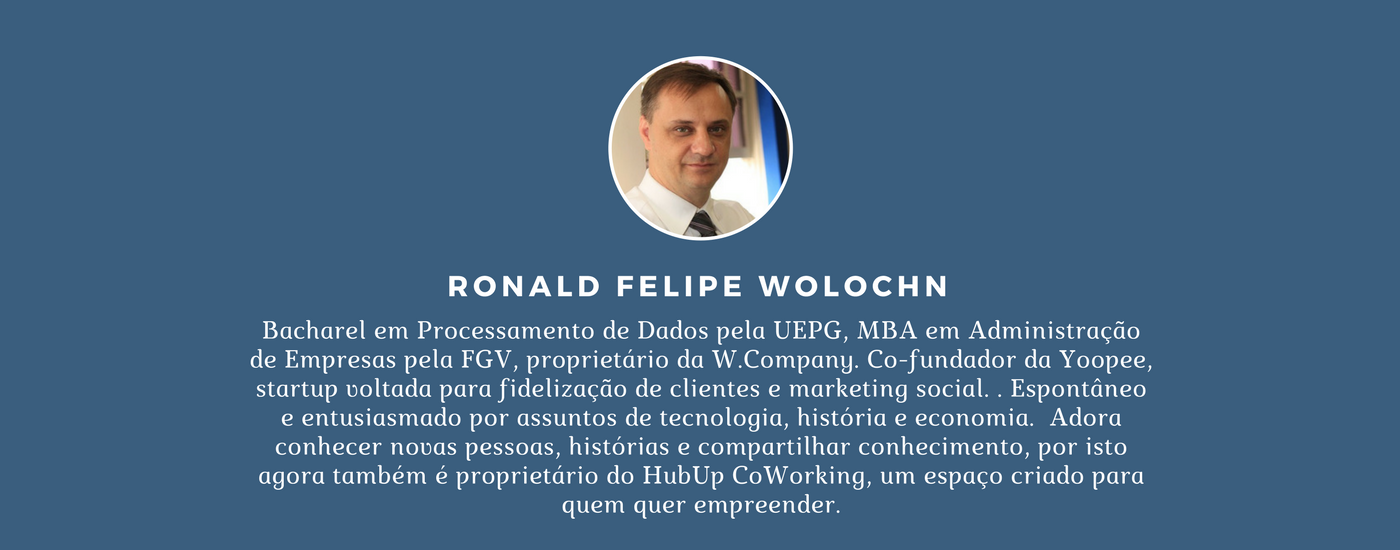 RONALD FELIPE WOLOCHN
Bacharel em Processamento de Dados pela UEPG, MBA em Administração
de Empresas pela FGV, proprietário da W.Company. Co-fundador da Yoopee,
startup voltada para fidelização de clientes e marketing social. . Espontâneo
e entusiasmado por assuntos de tecnologia, história e economia.  Adora
conhecer novas pessoas, histórias e compartilhar conhecimento, por isto
agora também é proprietário do HubUp CoWorking, um espaço criado para
quem quer empreender.